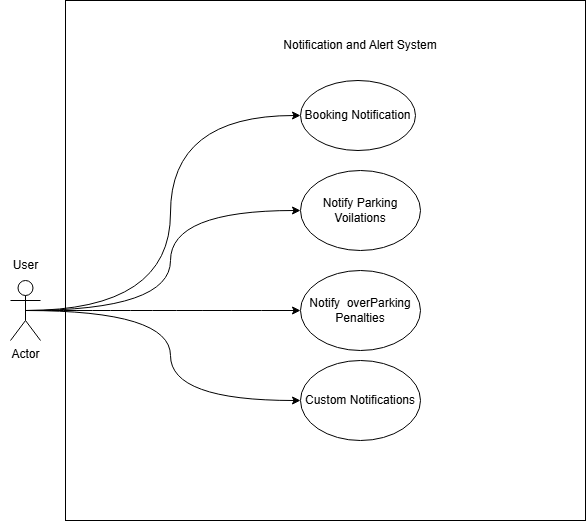 Notification and Alert System
Booking Notification
Notify Parking
Voilations
User
Notify overParking
Penalties
Actor
Custom Notifications